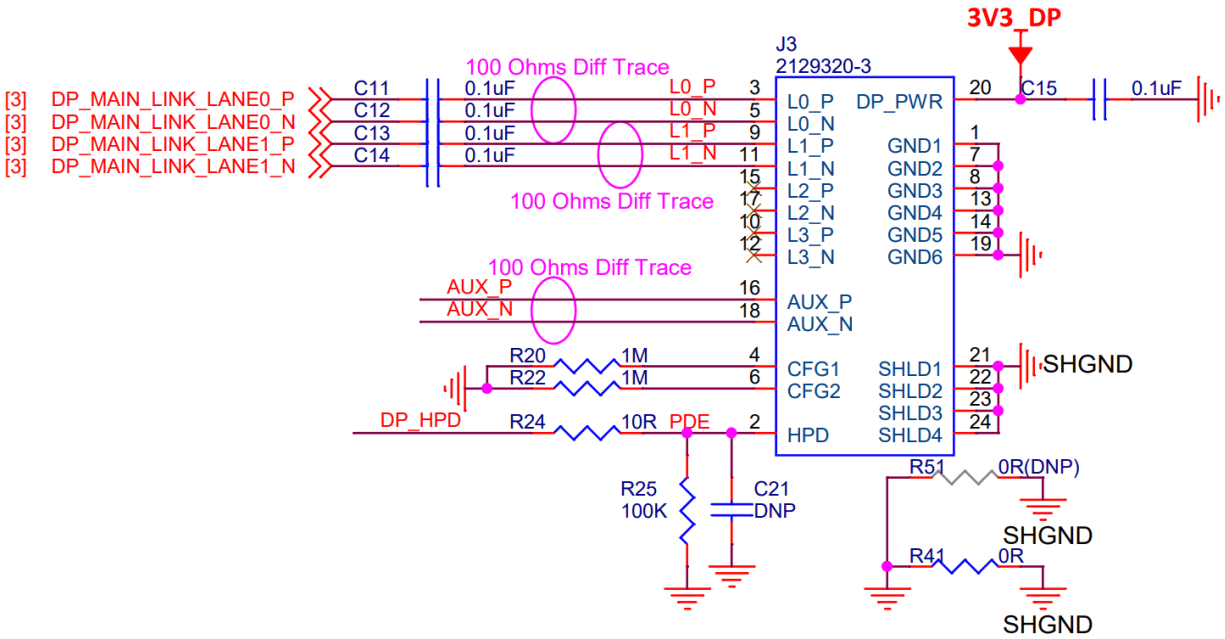 3V3_DP
J3
2129320-3
100 Ohms Diff Trace
[3] DP_MAIN_LINK_LANE0_P C11 0.1uF L0_P 3 L0_P DP_PWR 20 C15 0.1uF
[3] DP_MAIN_LINK_LANE0_N C12 0.1uF L0_N 5 L0_N
[3] DP_MAIN_LINK_LANE1_P C13 0.1uF L1_P 9 L1_P GND1 1
[3] DP_MAIN_LINK_LANE1_N C14 0.1uF L1_N 11 L1_N GND2 7
15 L2_P GND3 8
100 Ohms Diff Trace 17 L2_N GND4 13
10 L3_P GND5 14
12 L3_N GND6 19
100 Ohms Diff Trace
AUX_P 16 AUX_P
AUX_N 18 AUX_N
R20 1M 4 CFG1 SHLD1 21 SHGND
R22 1M 6 CFG2 SHLD2 22
SHLD3 23
DP_HPD R24 10R PDE 2 HPD SHLD4 24
R51 0R(DNP)
R25 C21
100K DNP
SHGND
R41 0R
SHGND